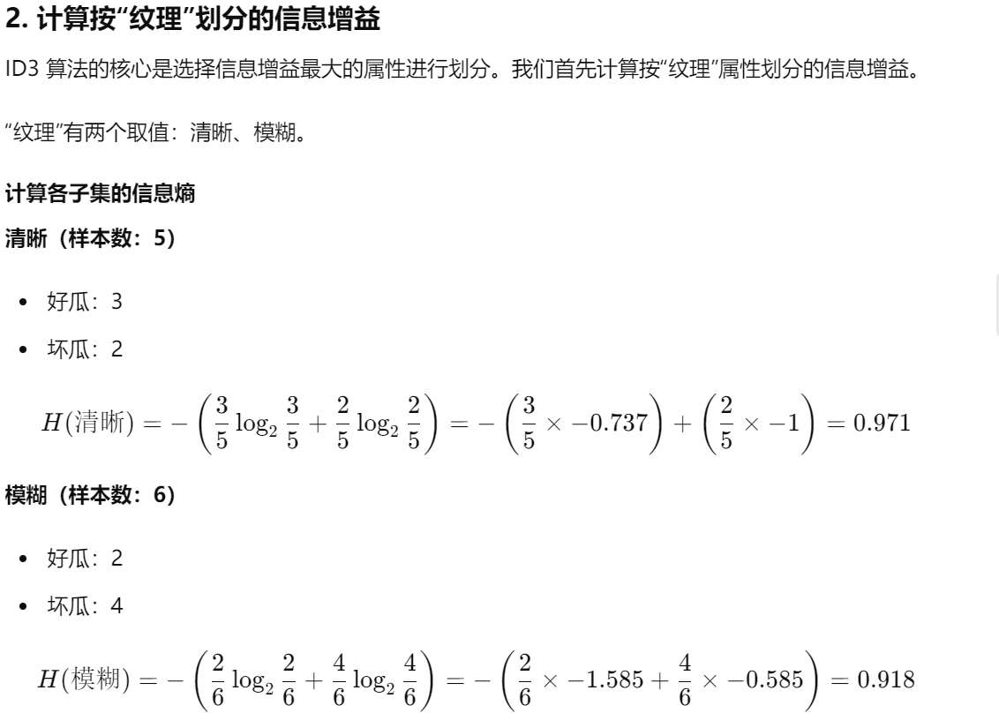 2. 计算按“纹理”划分的信息增益
ID3 算法的核心是选择信息增益最大的属性进行划分。我们首先计算按“纹理”属性划分的信息增益。
“纹理”有两个取值：清晰、模糊。
计算各子集的信息熵
清晰（样本数：5）
• 好瓜：3
• 坏瓜：2
$H(清晰) = -\left(\frac{3}{5}\log_2\frac{3}{5}+\frac{2}{5}\log_2\frac{2}{5}\right) = -\left(\frac{3}{5}\times -0.737\right)+\left(\frac{2}{5}\times -1\right) = 0.971$
模糊（样本数：6）
• 好瓜：2
• 坏瓜：4
$H(模糊) = -\left(\frac{2}{6}\log_2\frac{2}{6}+\frac{4}{6}\log_2\frac{4}{6}\right) = -\left(\frac{2}{6}\times -1.585+\frac{4}{6}\times -0.585\right) = 0.918$